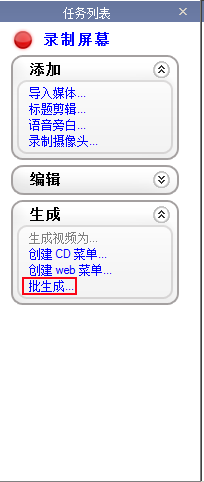 任务列表
录制屏幕
添加
导入媒体...
标题剪辑...
语音旁白...
录制摄像头...
编辑
生成
生成视频为...
创建 CD 菜单...
创建 web 菜单...
批生成...